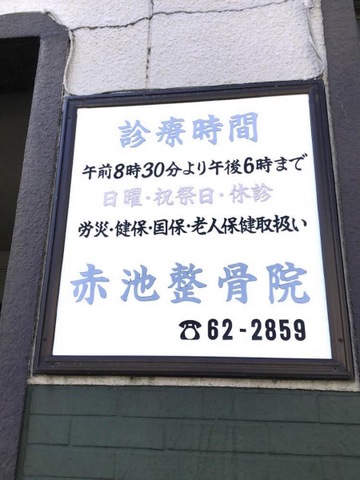 診療時間
午前8時30分より午後6時まで
日曜・祝祭日・休診
労災・健保・国保・老人保健取扱い
赤池整骨院
☎62-2859